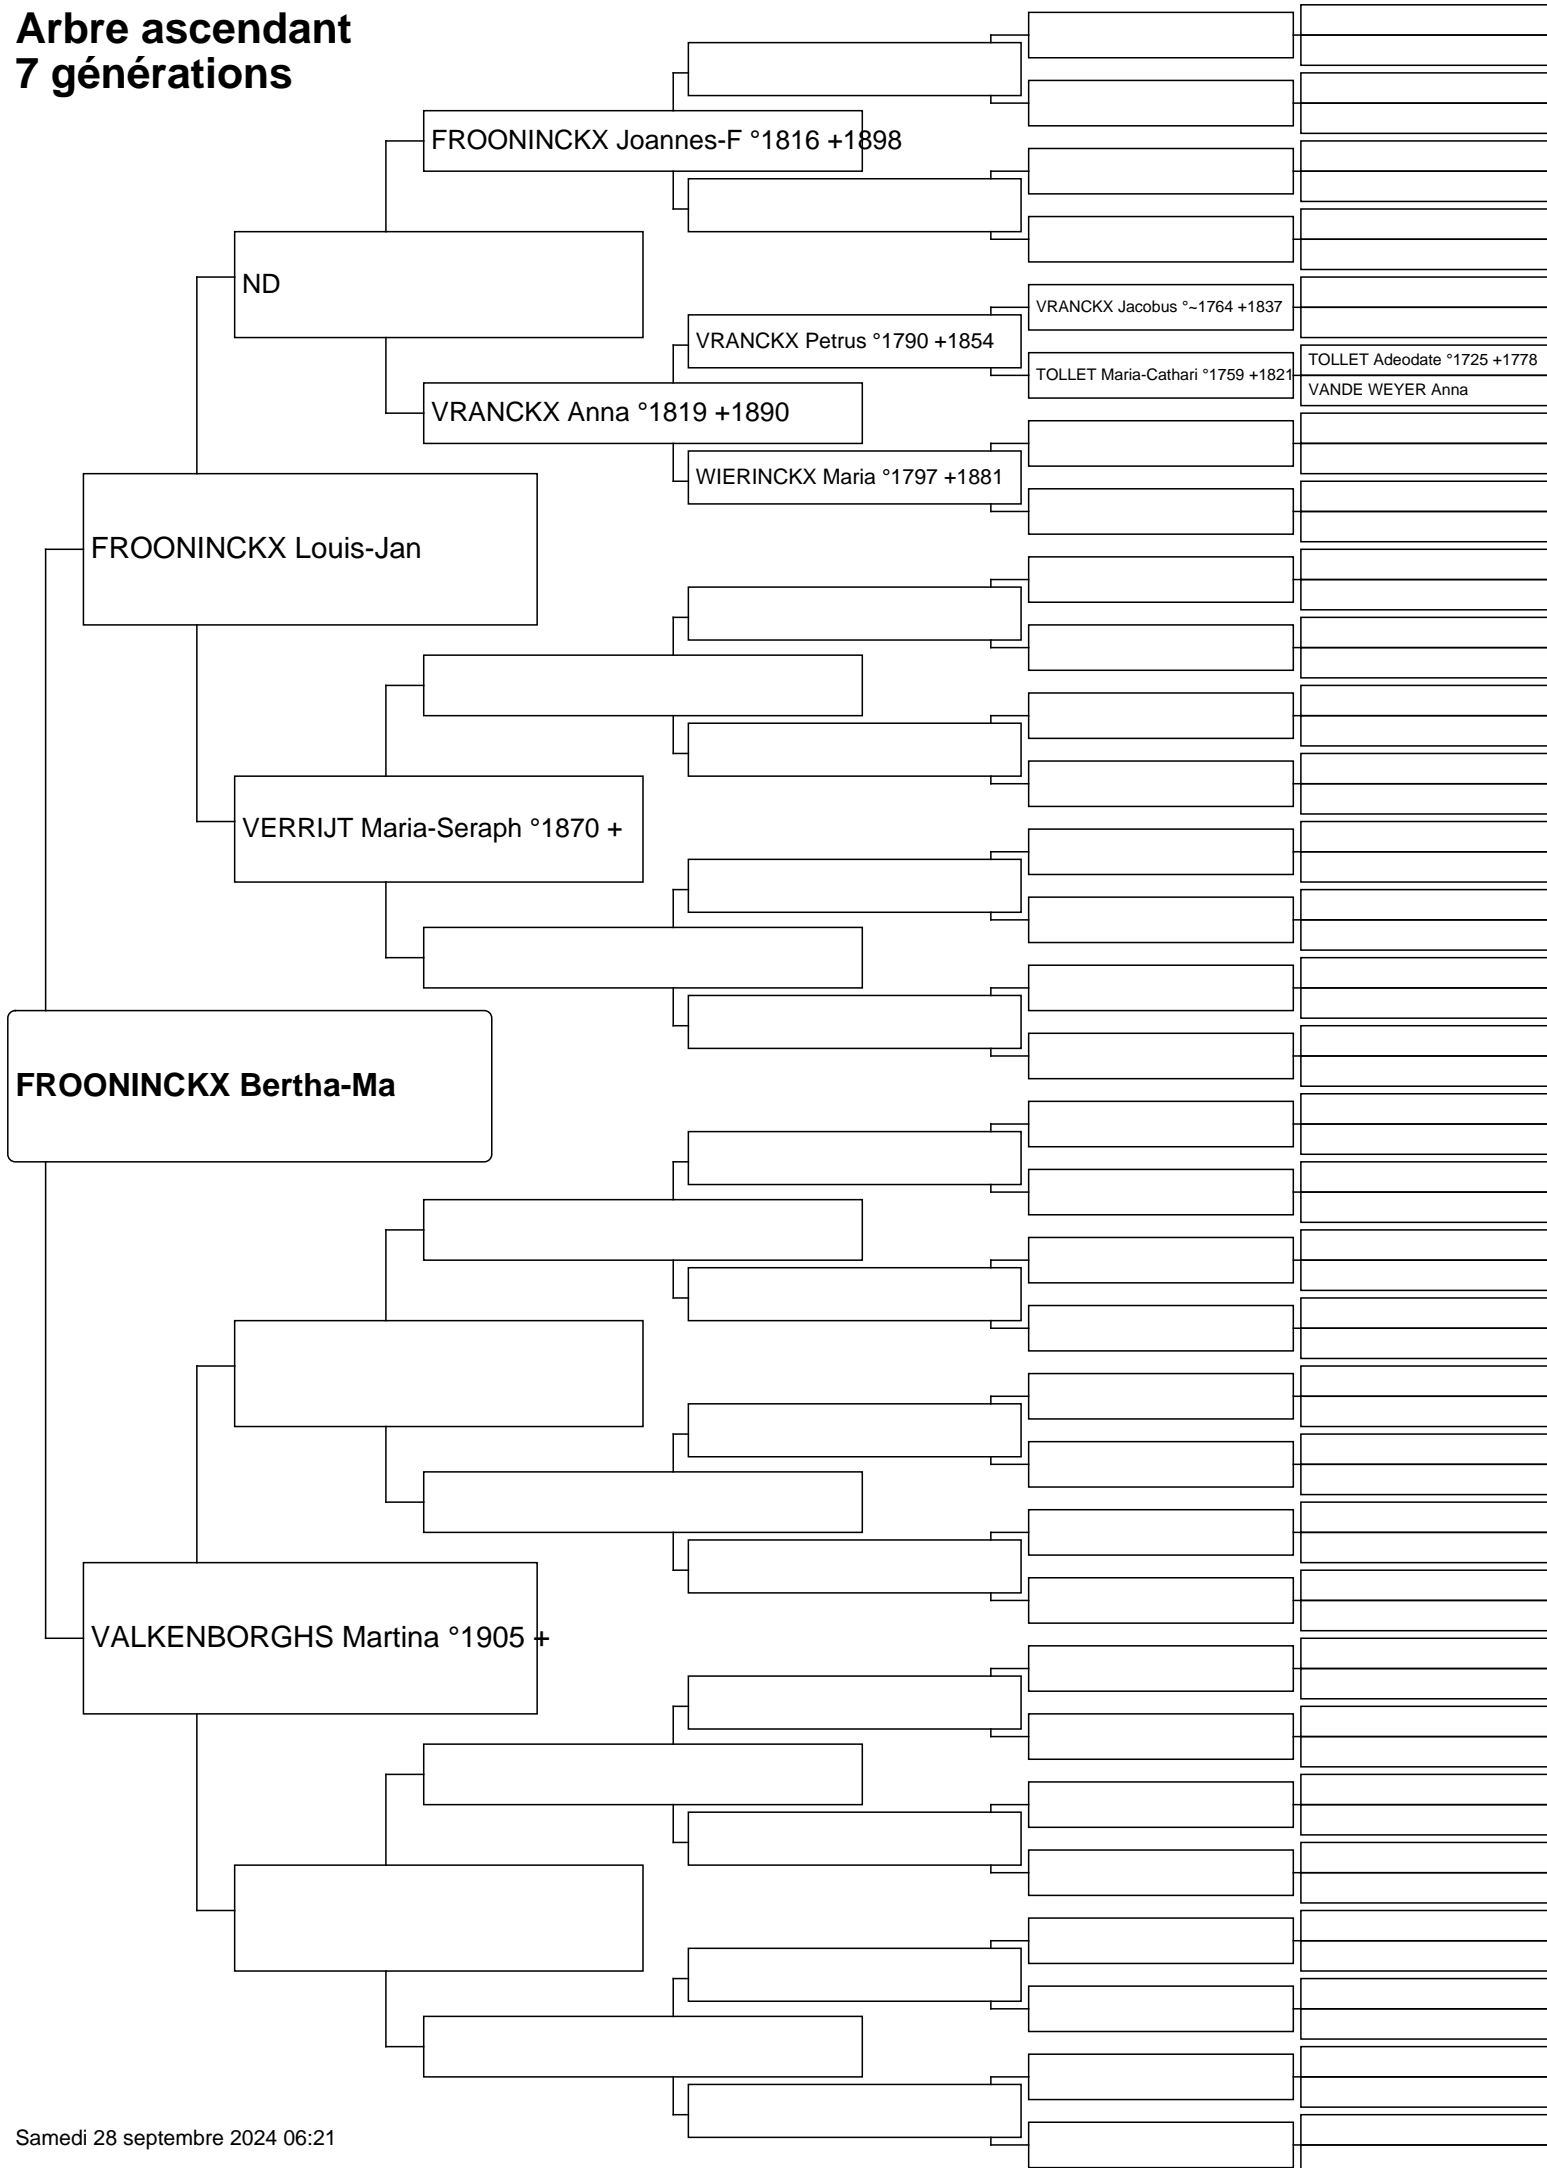 Arbre ascendant
7 générations
FROONINCKX Joannes-F °1816 +1898
ND
VRANCKX Jacobus °~1764 +1837
VRANCKX Petrus °1790 +1854
TOLLET Adeodate °1725 +1778
TOLLET Maria-Cathari °1759 +1821
VANDE WEYER Anna
VRANCKX Anna °1819 +1890
WIERINCKX Maria °1797 +1881
FROONINCKX Louis-Jan
VERRIJT Maria-Seraph °1870 +
FROONINCKX Bertha-Ma
VALKENBORGHS Martina °1905 +
Samedi 28 septembre 2024 06:21